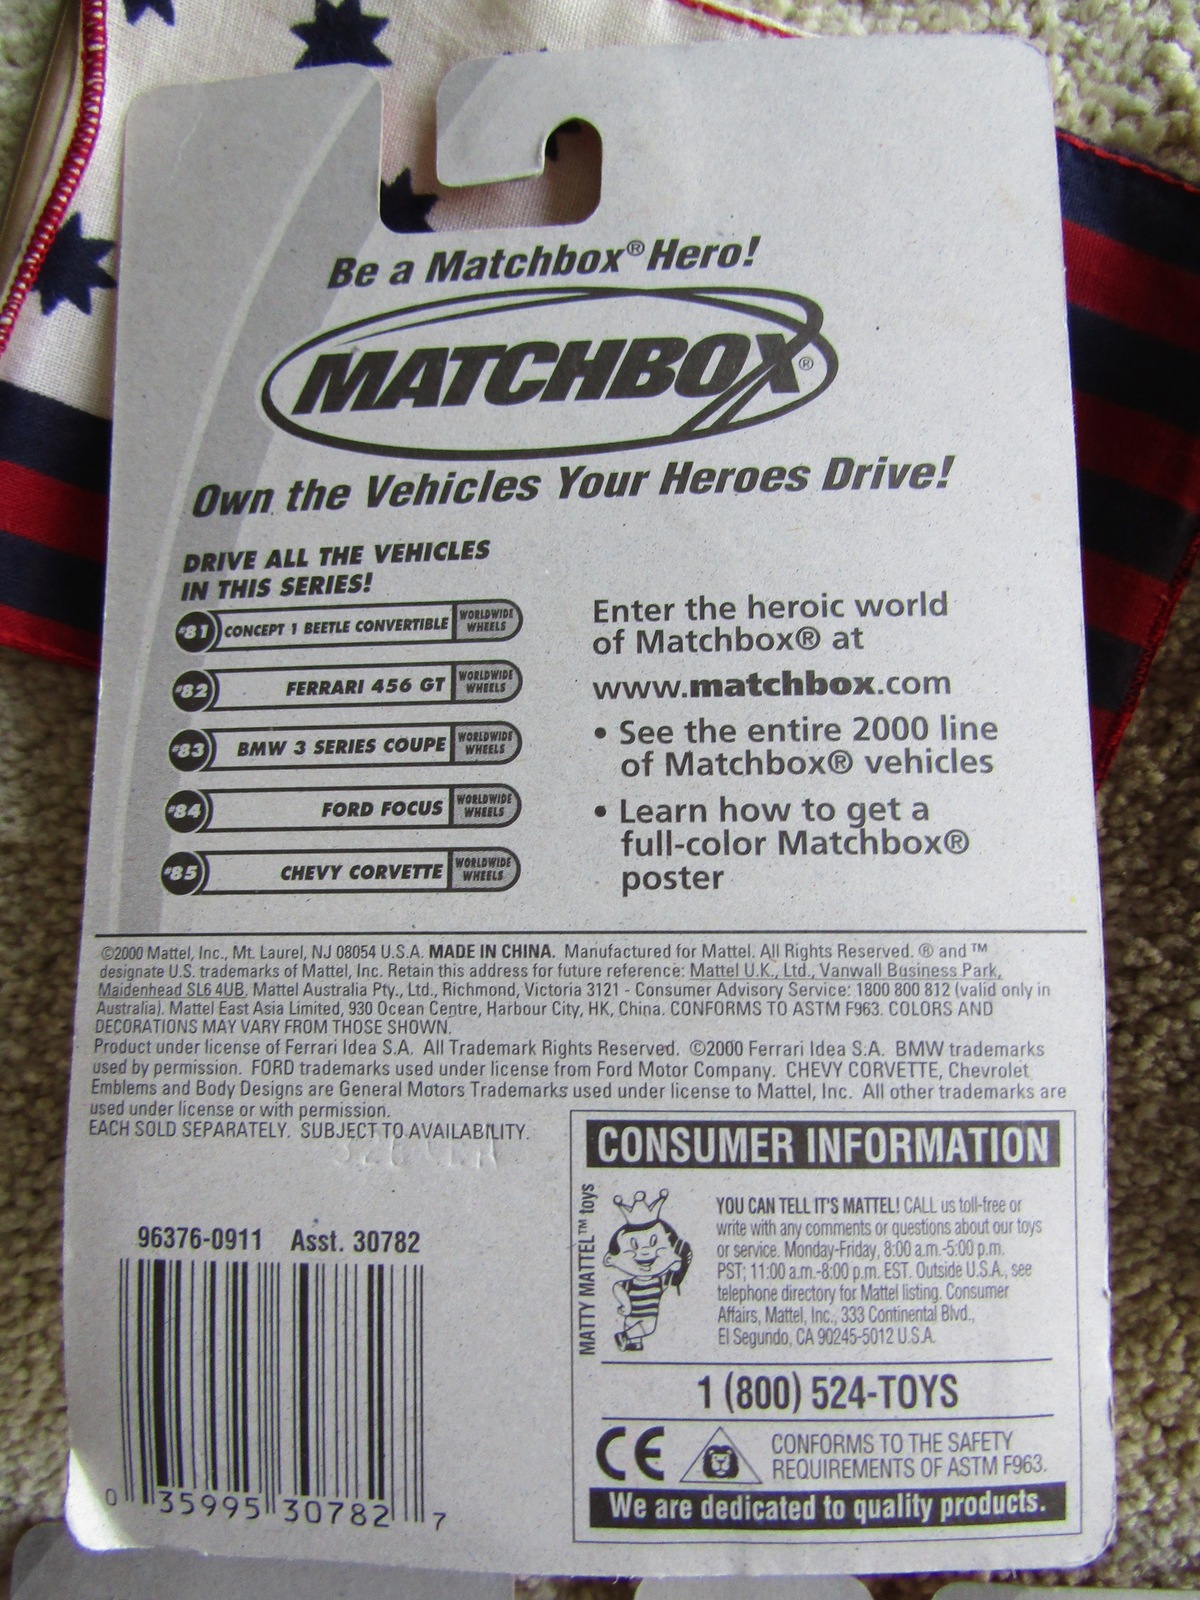 Be a Matchbox® Hero!
MATCHBOX®
Own the Vehicles Your Heroes Drive!
DRIVE ALL THE VEHICLES
IN THIS SERIES!
#81 CONCEPT 1 BEETLE CONVERTIBLE WORLDWIDE WHEELS
#82 FERRARI 456 GT WORLDWIDE WHEELS
#83 BMW 3 SERIES COUPE WORLDWIDE WHEELS
#84 FORD FOCUS WORLDWIDE WHEELS
#85 CHEVY CORVETTE WORLDWIDE WHEELS
Enter the heroic world
of Matchbox® at
www.matchbox.com
• See the entire 2000 line
of Matchbox® vehicles
• Learn how to get a
full-color Matchbox®
poster
©2000 Mattel, Inc., Mt. Laurel, NJ 08054 U.S.A. MADE IN CHINA. Manufactured for Mattel. All Rights Reserved. ® and ™
designate U.S. trademarks of Mattel, Inc. Retain this address for future reference: Mattel U.K., Ltd., Vanwall Business Park,
Maidenhead SL6 4UB. Mattel Australia Pty., Ltd., Richmond, Victoria 3121 - Consumer Advisory Service: 1800 800 812 (valid only in
Australia). Mattel East Asia Limited, 930 Ocean Centre, Harbour City, HK, China. CONFORMS TO ASTM F963. COLORS AND
DECORATIONS MAY VARY FROM THOSE SHOWN.
Product under license of Ferrari Idea S.A. All Trademark Rights Reserved. ©2000 Ferrari Idea S.A. BMW trademarks
used by permission. FORD trademarks used under license from Ford Motor Company. CHEVY CORVETTE, Chevrolet
Emblems and Body Designs are General Motors Trademarks used under license to Mattel, Inc. All other trademarks are
used under license or with permission.
EACH SOLD SEPARATELY. SUBJECT TO AVAILABILITY.
96376-0911 Asst. 30782
0 35995 30782 7
CONSUMER INFORMATION
MATTY MATTEL™ toys
YOU CAN TELL IT'S MATTEL! CALL us toll-free or
write with any comments or questions about our toys
or service. Monday-Friday, 8:00 a.m.-5:00 p.m.
PST; 11:00 a.m.-8:00 p.m. EST. Outside U.S.A., see
telephone directory for Mattel listing. Consumer
Affairs, Mattel, Inc., 333 Continental Blvd.,
El Segundo, CA 90245-5012 U.S.A.
1 (800) 524-TOYS
CE
CONFORMS TO THE SAFETY
REQUIREMENTS OF ASTM F963.
We are dedicated to quality products.